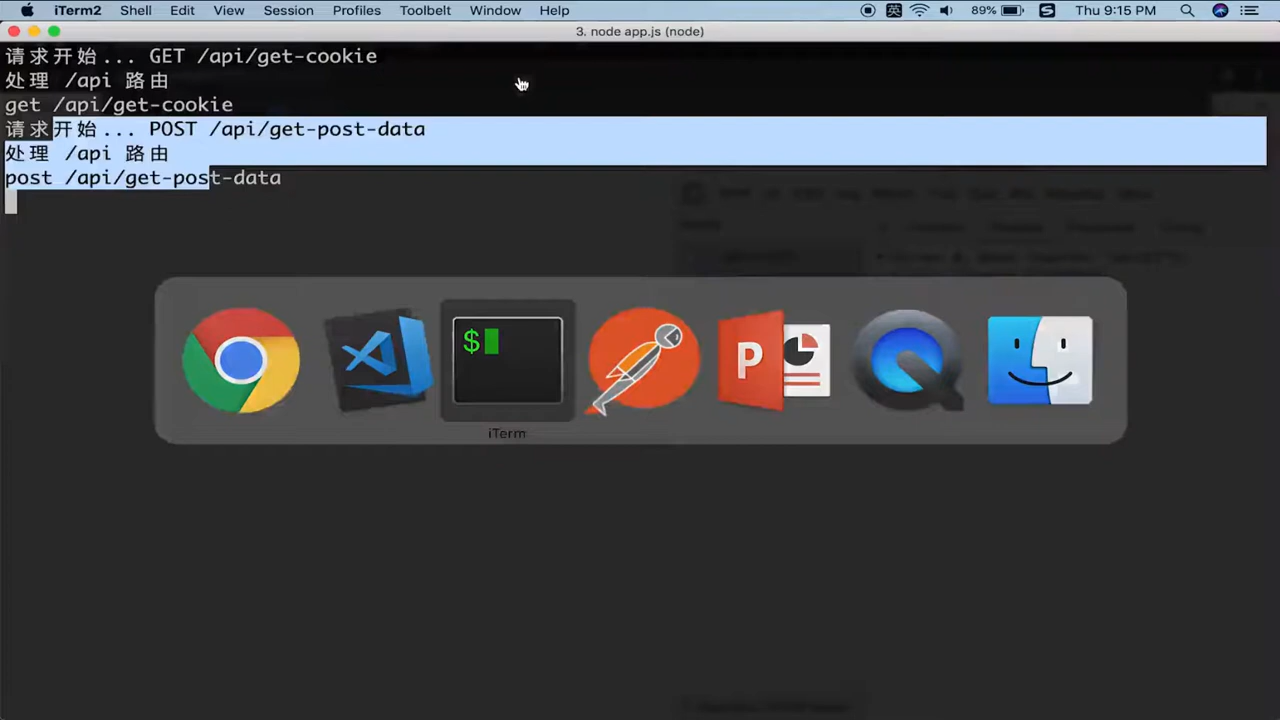 iTerm2 Shell Edit View Session Profiles Toolbelt Window Help 英 89% Thu 9:15 PM
3. node app.js (node)
请求开始... GET /api/get-cookie
处理 /api 路由
get /api/get-cookie
请求开始... POST /api/get-post-data
处理 /api 路由
post /api/get-post-data
$
P
iTerm